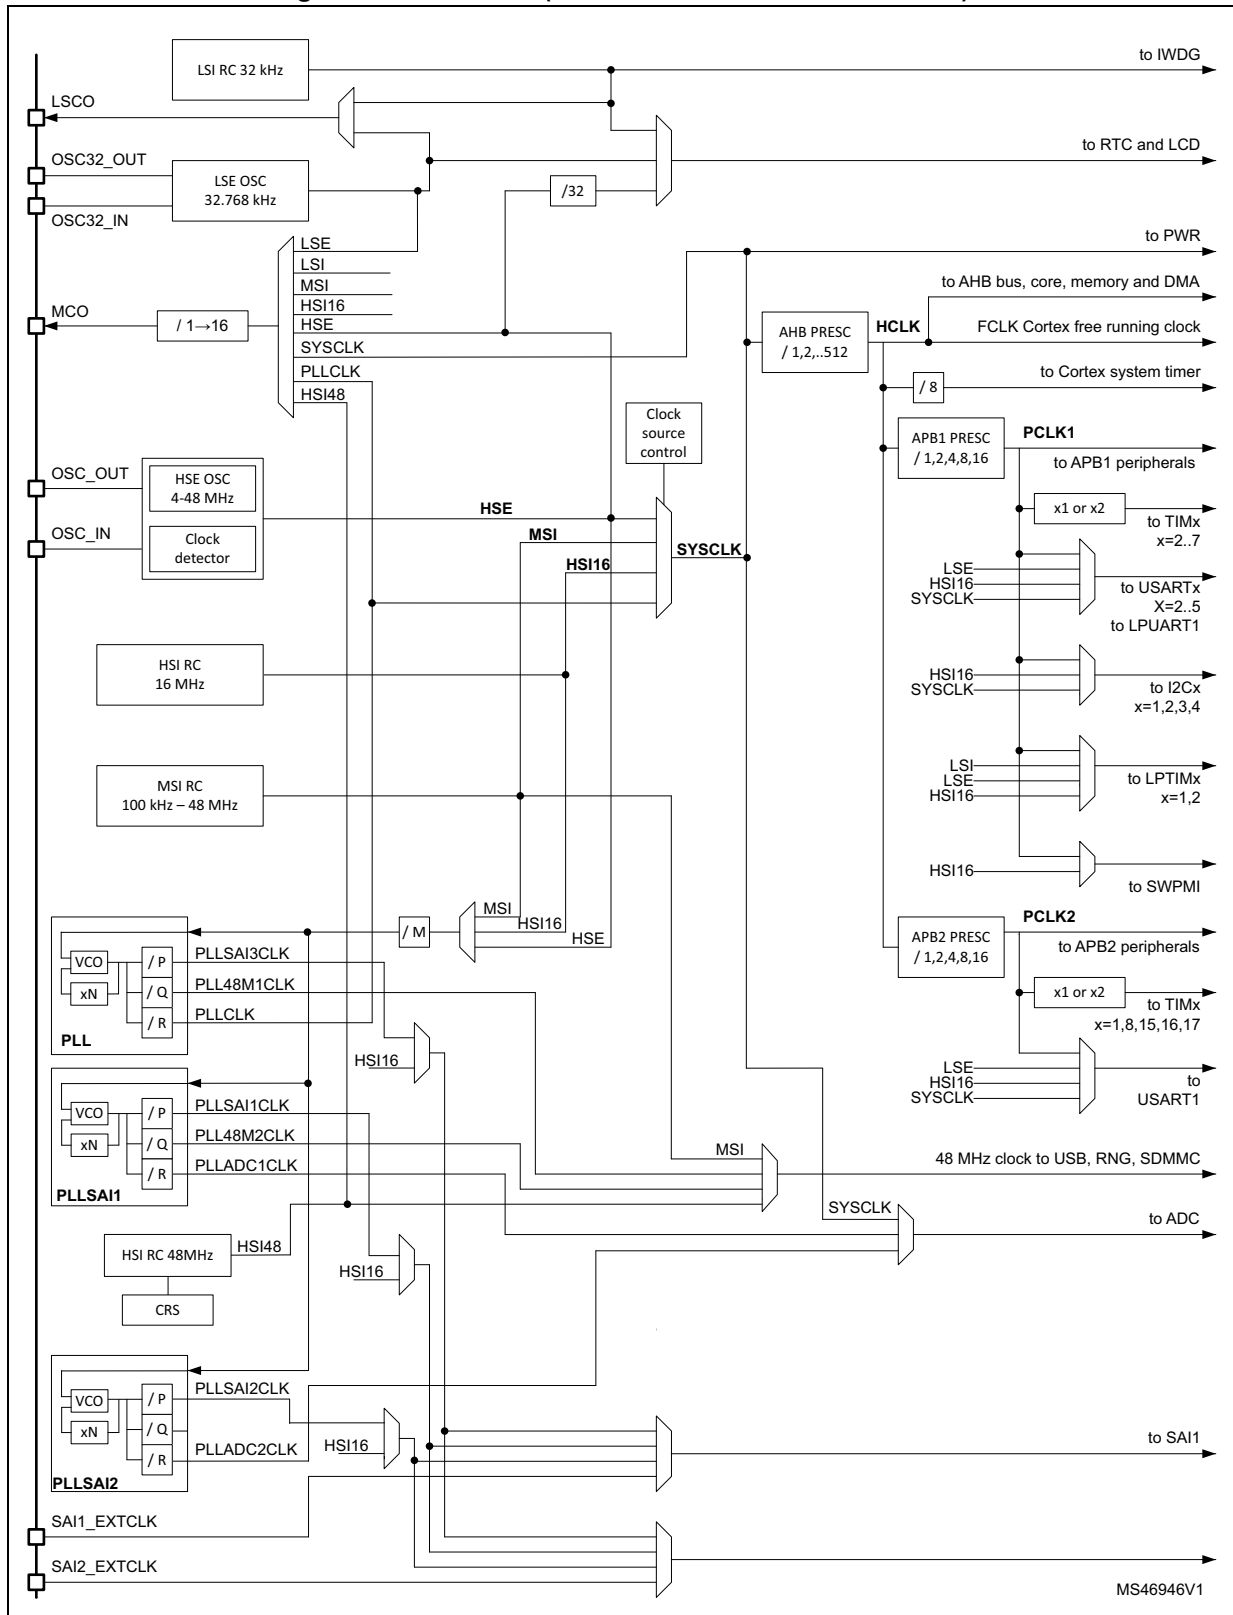 LSI RC 32 kHz
to IWDG
LSCO
OSC32_OUT
to RTC and LCD
LSE OSC
32.768 kHz
/32
OSC32_IN
to PWR
LSE
LSI
MSI
HSI16
HSE
SYSCLK
PLLCLK
HSI48
MCO
/ 1→16
to AHB bus, core, memory and DMA
AHB PRESC
/ 1,2,..512
HCLK
FCLK Cortex free running clock
/ 8
to Cortex system timer
Clock
source
control
APB1 PRESC
/ 1,2,4,8,16
PCLK1
to APB1 peripherals
OSC_OUT
HSE OSC
4-48 MHz
OSC_IN
Clock
detector
HSE
MSI
HSI16
SYSCLK
x1 or x2
to TIMx
x=2..7
LSE
HSI16
SYSCLK
to USARTx
X=2..5
to LPUART1
HSI RC
16 MHz
HSI16
SYSCLK
to I2Cx
x=1,2,3,4
MSI RC
100 kHz – 48 MHz
LSI
LSE
HSI16
to LPTIMx
x=1,2
HSI16
to SWPMI
MSI
HSI16
HSE
/ M
PCLK2
APB2 PRESC
/ 1,2,4,8,16
to APB2 peripherals
VCO
xN
/ P
/ Q
/ R
PLLSAI3CLK
PLL48M1CLK
PLLCLK
PLL
x1 or x2
to TIMx
x=1,8,15,16,17
HSI16
LSE
HSI16
SYSCLK
to
USART1
VCO
xN
/ P
/ Q
/ R
PLLSAI1CLK
PLL48M2CLK
PLLADC1CLK
PLLSAI1
MSI
48 MHz clock to USB, RNG, SDMMC
SYSCLK
to ADC
HSI RC 48MHz
HSI48
CRS
HSI16
VCO
xN
/ P
/ Q
/ R
PLLSAI2CLK
PLLADC2CLK
PLLSAI2
HSI16
to SAI1
SAI1_EXTCLK
SAI2_EXTCLK
MS46946V1